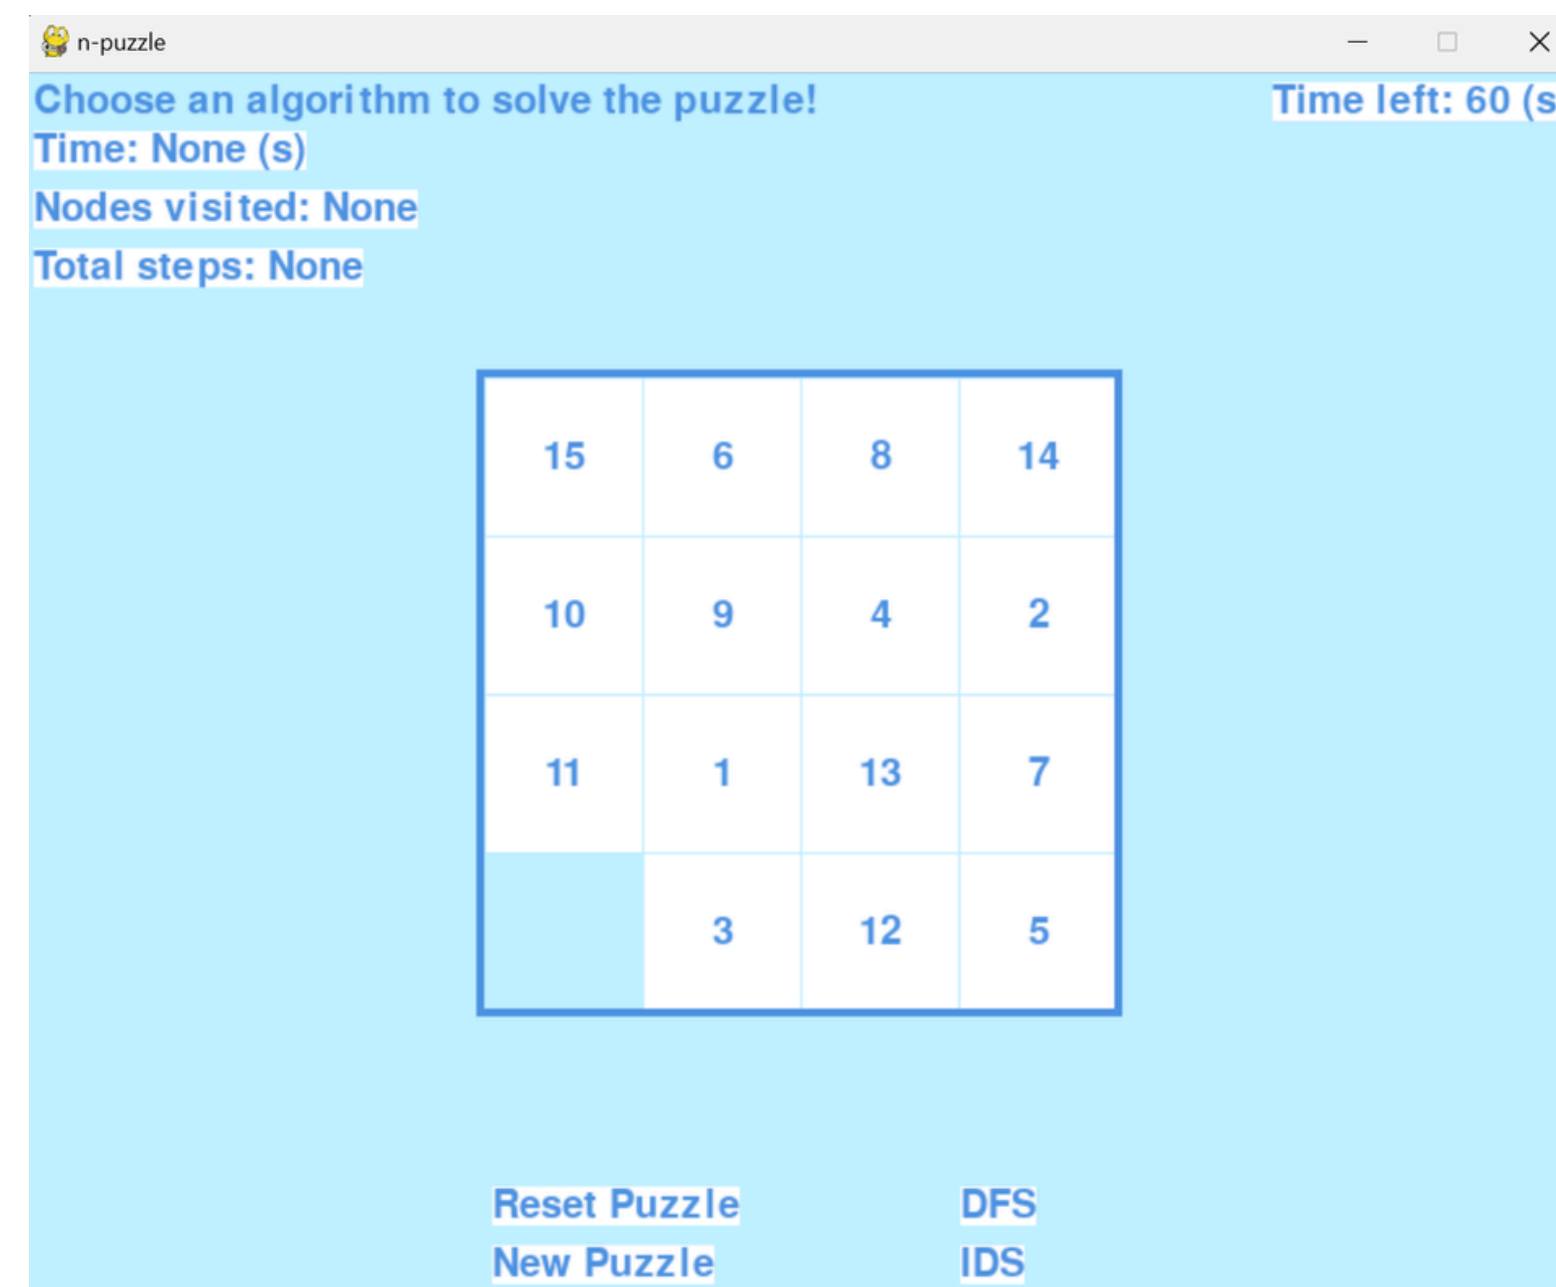 n-puzzle
Choose an algorithm to solve the puzzle! Time left: 60 (s
Time: None (s)
Nodes visited: None
Total steps: None
15 6 8 14
10 9 4 2
11 1 13 7
3 12 5
Reset Puzzle DFS
New Puzzle IDS